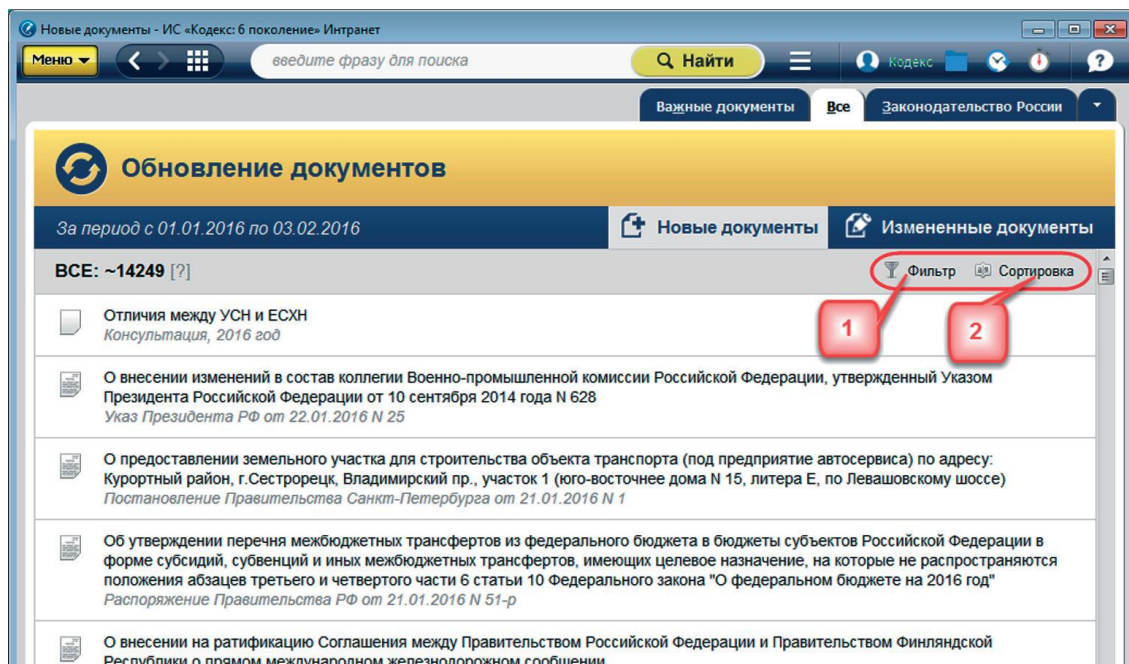 Новые документы - ИС «Кодекс: 6 поколение» Интранет
Меню
введите фразу для поиска
Найти
Кодекс
?
Важные документы
Все
Законодательство России
Обновление документов
За период с 01.01.2016 по 03.02.2016
Новые документы
Измененные документы
ВСЕ: ~14249 [?]
Фильтр
Сортировка
1
2
Отличия между УСН и ЕСХН
Консультация, 2016 год
О внесении изменений в состав коллегии Военно-промышленной комиссии Российской Федерации, утвержденный Указом
Президента Российской Федерации от 10 сентября 2014 года N 628
Указ Президента РФ от 22.01.2016 N 25
О предоставлении земельного участка для строительства объекта транспорта (под предприятие автосервиса) по адресу:
Курортный район, г.Сестрорецк, Владимирский пр., участок 1 (юго-восточнее дома N 15, литера Е, по Левашовскому шоссе)
Постановление Правительства Санкт-Петербурга от 21.01.2016 N 1
Об утверждении перечня межбюджетных трансфертов из федерального бюджета в бюджеты субъектов Российской Федерации в
форме субсидий, субвенций и иных межбюджетных трансфертов, имеющих целевое назначение, на которые не распространяются
положения абзацев третьего и четвертого части 6 статьи 10 Федерального закона "О федеральном бюджете на 2016 год"
Распоряжение Правительства РФ от 21.01.2016 N 51-р
О внесении на ратификацию Соглашения между Правительством Российской Федерации и Правительством Финляндской
Республики о прямом международном железнодорожном сообщении